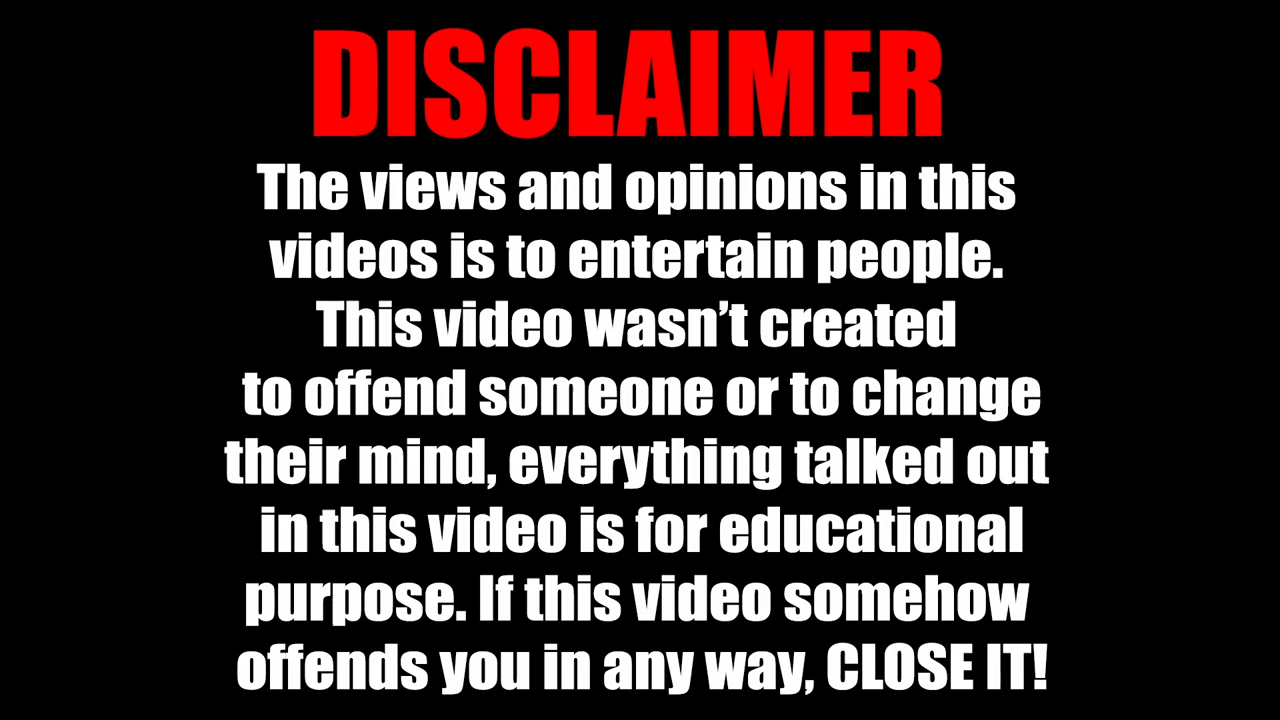 DISCLAIMER
The views and opinions in this
videos is to entertain people.
This video wasn’t created
to offend someone or to change
their mind, everything talked out
in this video is for educational
purpose. If this video somehow
offends you in any way, CLOSE IT!